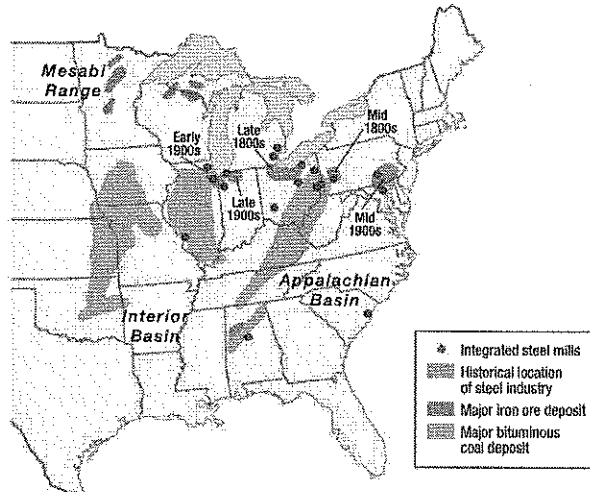 Mesabi
Range
Early
1900s
Late
1800s
Mid
1800s
Late
1900s
Mid
1900s
Appalachian
Basin
Interior
Basin
Integrated steel mills
Historical location
of steel industry
Major iron ore deposit
Major bituminous
coal deposit